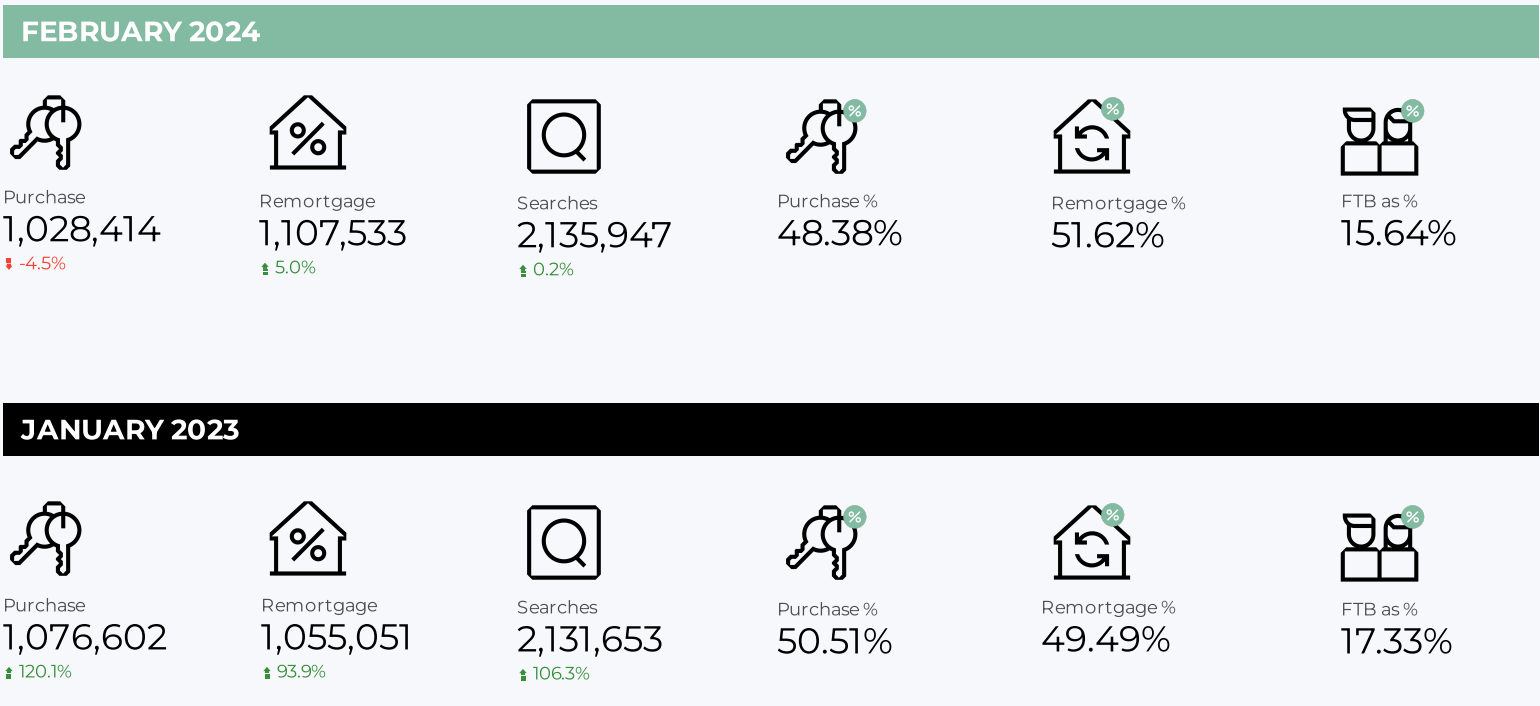 FEBRUARY 2024
Purchase
1,028,414
-4.5%
Remortgage
1,107,533
5.0%
Searches
2,135,947
0.2%
%
Purchase %
48.38%
%
Remortgage %
51.62%
%
FTB as %
15.64%
JANUARY 2023
Purchase
1,076,602
120.1%
Remortgage
1,055,051
93.9%
Searches
2,131,653
106.3%
%
Purchase %
50.51%
%
Remortgage %
49.49%
%
FTB as %
17.33%